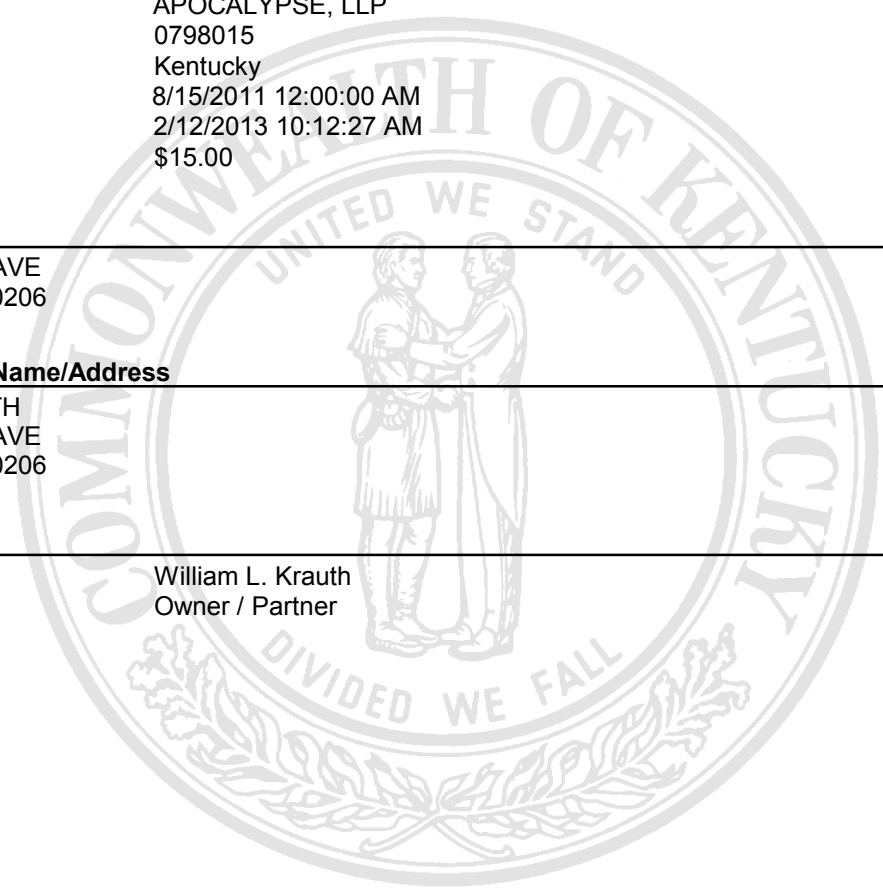 APOCALYPSE, LLP
0798015
Kentucky
8/15/2011 12:00:00 AM
2/12/2013 10:12:27 AM
$15.00
COMMONWEALTH OF KENTUCKY
UNITED WE STAND
AVE
0206
Name/Address
TH
AVE
0206
William L. Krauth
Owner / Partner
DIVIDED WE FALL